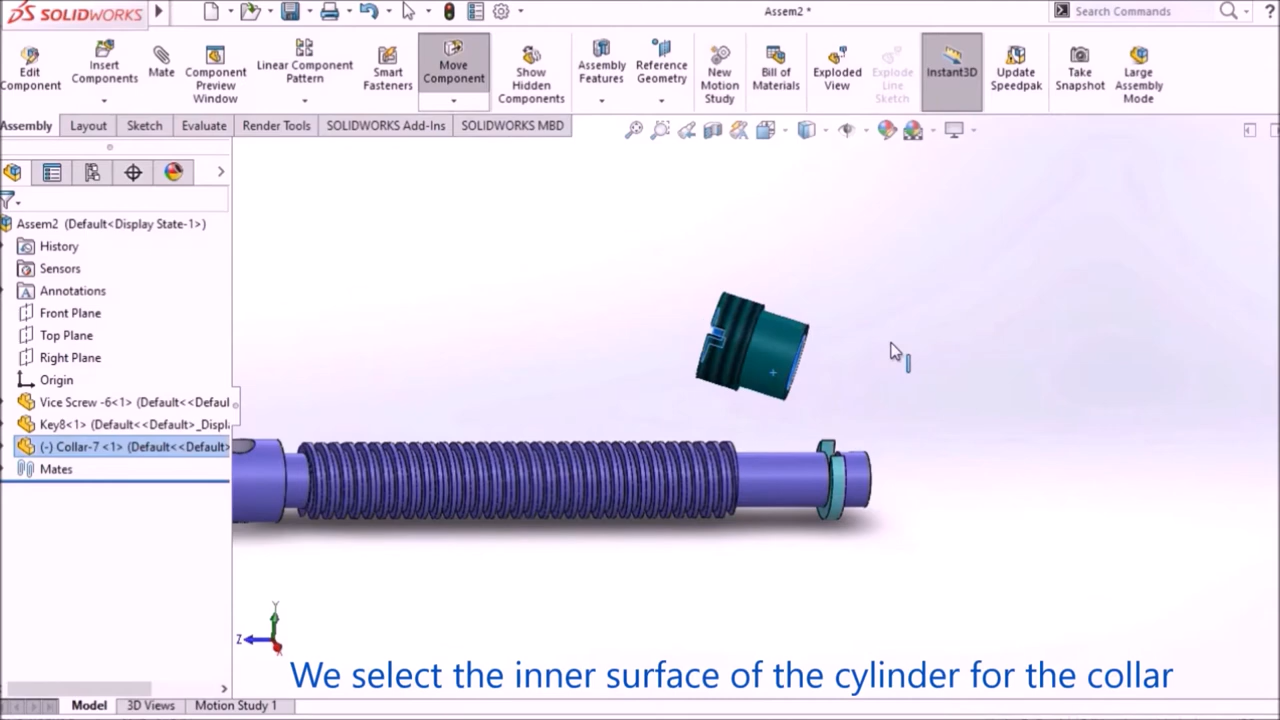 SOLIDWORKS
Assem2 *
Search Commands
?
Edit Component
Insert Components
Mate
Component Preview Window
Linear Component Pattern
Smart Fasteners
Move Component
Show Hidden Components
Assembly Features
Reference Geometry
New Motion Study
Bill of Materials
Exploded View
Explode Line Sketch
Instant3D
Update Speedpak
Take Snapshot
Large Assembly Mode
Assembly
Layout
Sketch
Evaluate
Render Tools
SOLIDWORKS Add-Ins
SOLIDWORKS MBD
Assem2 (Default<Display State-1>)
History
Sensors
Annotations
Front Plane
Top Plane
Right Plane
Origin
Vice Screw -6<1> (Default<<Defaul
Key8<1> (Default<<Default>_Displ
(-) Collar-7 <1> (Default<<Default>
Mates
Y
Z
We select the inner surface of the cylinder for the collar
Model
3D Views
Motion Study 1